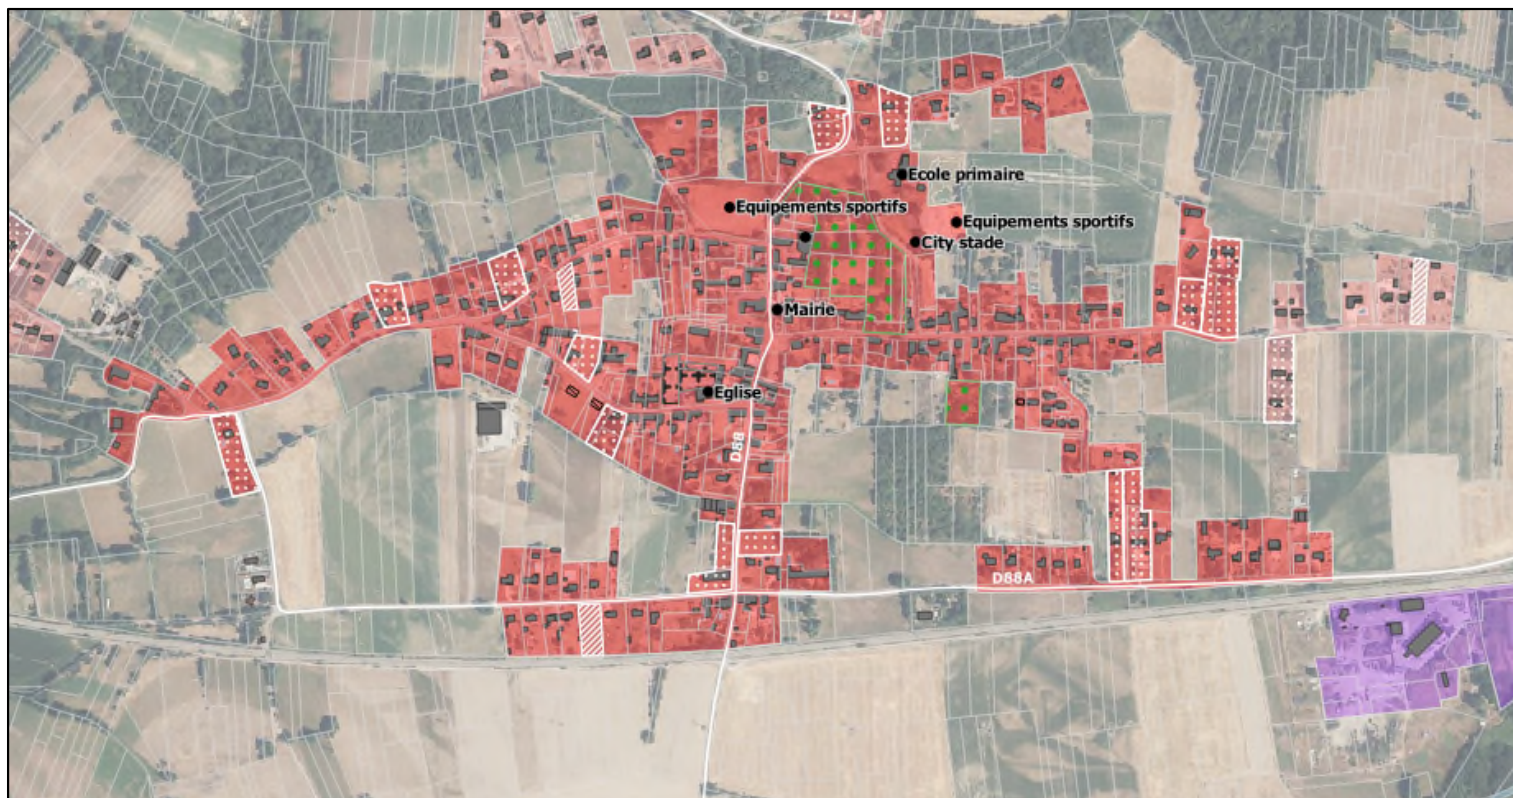 Ecole primaire
Equipements sportifs
Equipements sportifs
City stade
Mairie
Eglise
D88
D88A